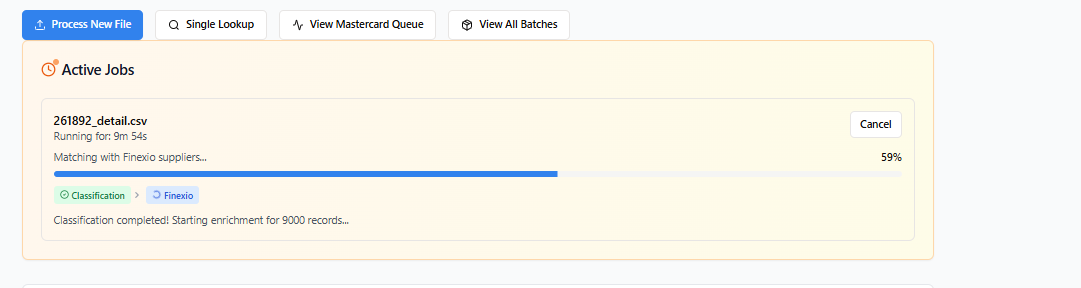 Process New File
Single Lookup
View Mastercard Queue
View All Batches
Active Jobs
261892_detail.csv
Cancel
Running for: 9m 54s
Matching with Finexio suppliers...
59%
Classification
Finexio
Classification completed! Starting enrichment for 9000 records...